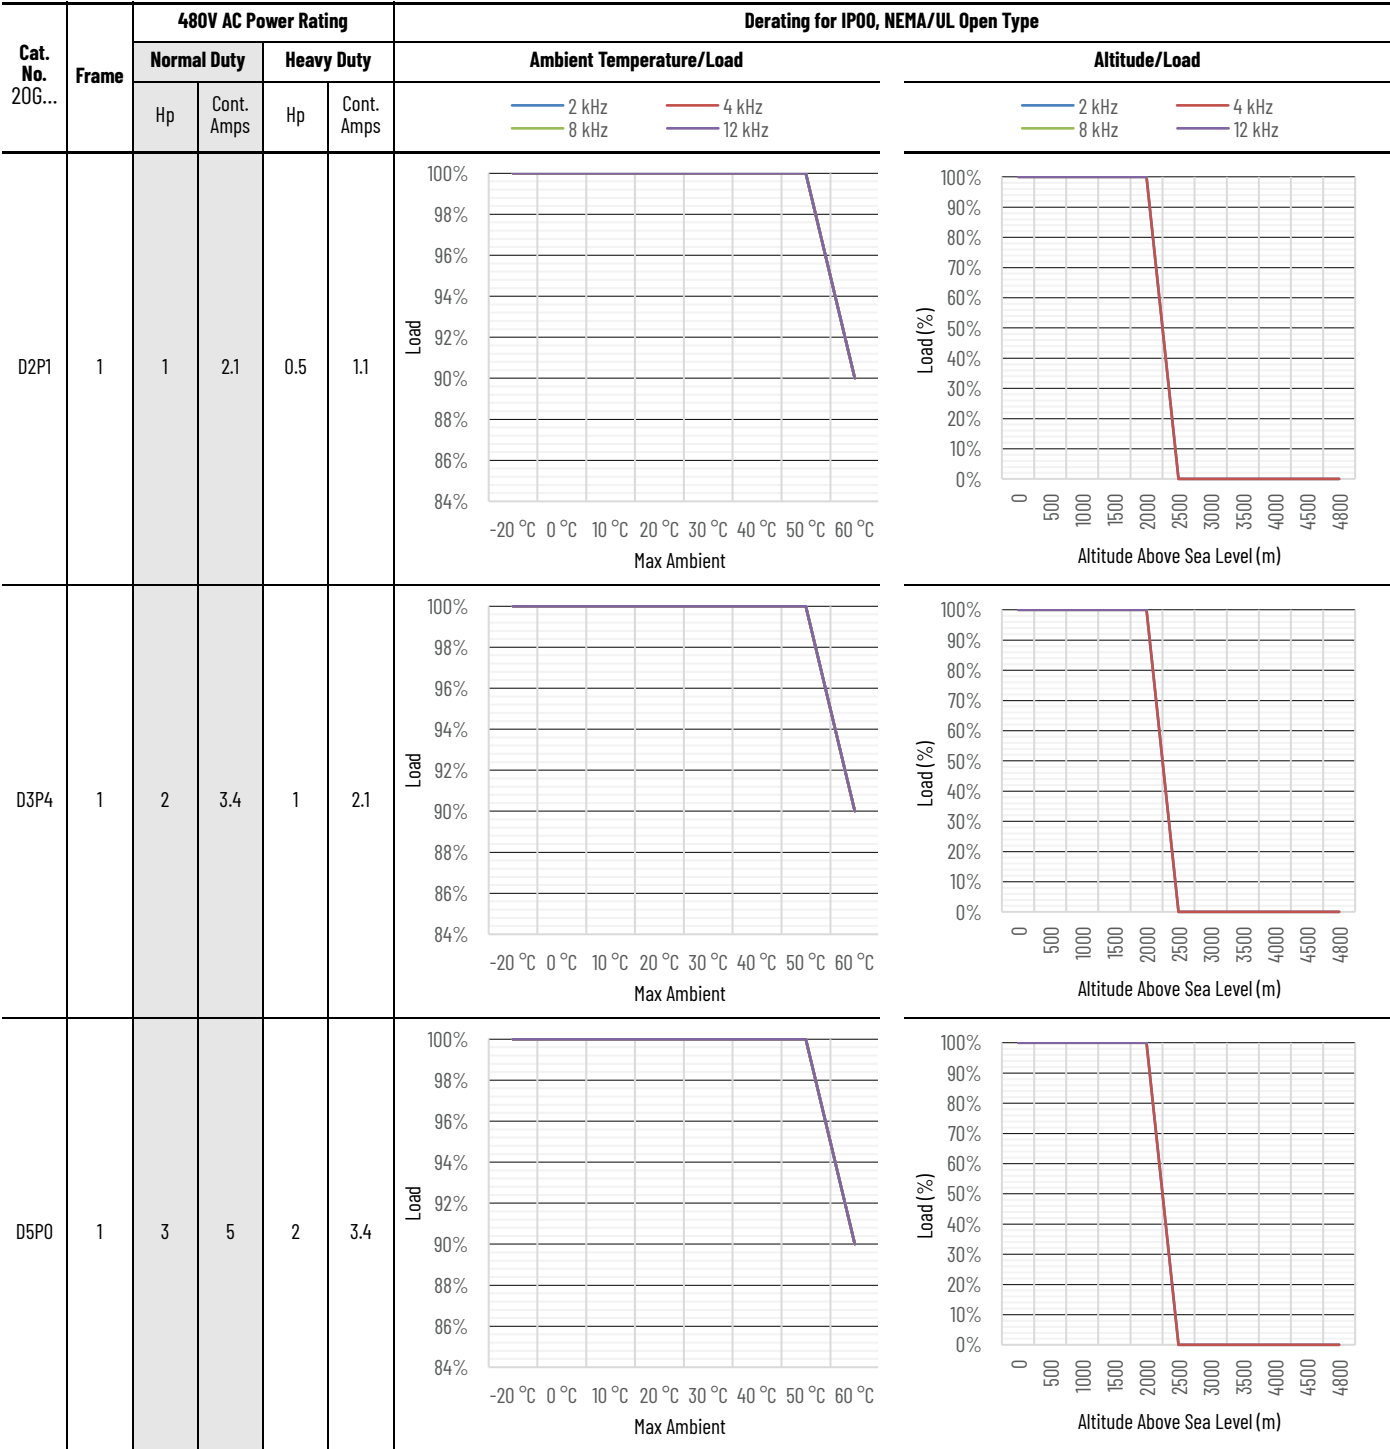 480V AC Power Rating
Derating for IP00, NEMA/UL Open Type
Cat.
No.
20G...
Frame
Normal Duty
Heavy Duty
Ambient Temperature/Load
Altitude/Load
Hp
Cont.
Amps
Hp
Cont.
Amps
2 kHz
4 kHz
8 kHz
12 kHz
2 kHz
4 kHz
8 kHz
12 kHz
D2P1
1
1
2.1
0.5
1.1
Load
100%
98%
96%
94%
92%
90%
88%
86%
84%
-20 °C 0 °C 10 °C 20 °C 30 °C 40 °C 50 °C 60 °C
Max Ambient
Load (%)
100%
90%
80%
70%
60%
50%
40%
30%
20%
10%
0%
0 500 1000 1500 2000 2500 3000 3500 4000 4500 4800
Altitude Above Sea Level (m)
D3P4
1
2
3.4
1
2.1
Load
100%
98%
96%
94%
92%
90%
88%
86%
84%
-20 °C 0 °C 10 °C 20 °C 30 °C 40 °C 50 °C 60 °C
Max Ambient
Load (%)
100%
90%
80%
70%
60%
50%
40%
30%
20%
10%
0%
0 500 1000 1500 2000 2500 3000 3500 4000 4500 4800
Altitude Above Sea Level (m)
D5P0
1
3
5
2
3.4
Load
100%
98%
96%
94%
92%
90%
88%
86%
84%
-20 °C 0 °C 10 °C 20 °C 30 °C 40 °C 50 °C 60 °C
Max Ambient
Load (%)
100%
90%
80%
70%
60%
50%
40%
30%
20%
10%
0%
0 500 1000 1500 2000 2500 3000 3500 4000 4500 4800
Altitude Above Sea Level (m)